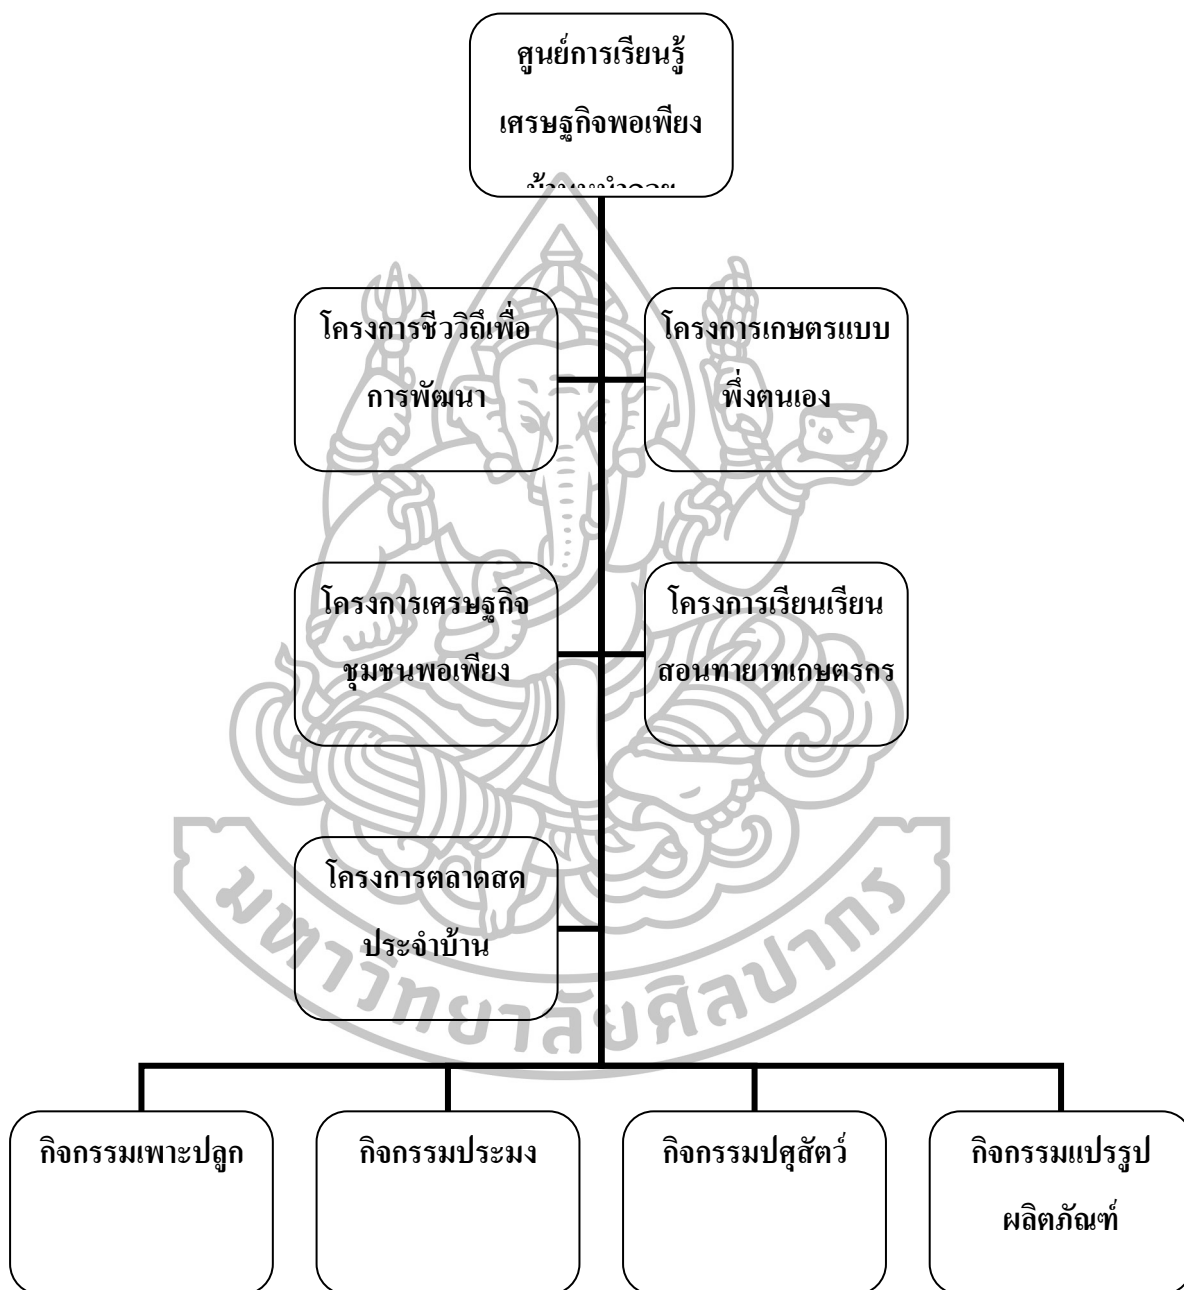 ศูนย์การเรียนรู้
เศรษฐกิจพอเพียง
โครงการชีววิถีเพื่อ
การพัฒนา
โครงการเกษตรแบบ
พึ่งตนเอง
โครงการเศรษฐกิจ
ชุมชนพอเพียง
โครงการเรียนเรียน
สอนทายาทเกษตรกร
โครงการตลาดสด
ประจำบ้าน
มหาวิทยาลัยศิลปากร
กิจกรรมเพาะปลูก
กิจกรรมประมง
กิจกรรมปศุสัตว์
กิจกรรมแปรรูป
ผลิตภัณฑ์